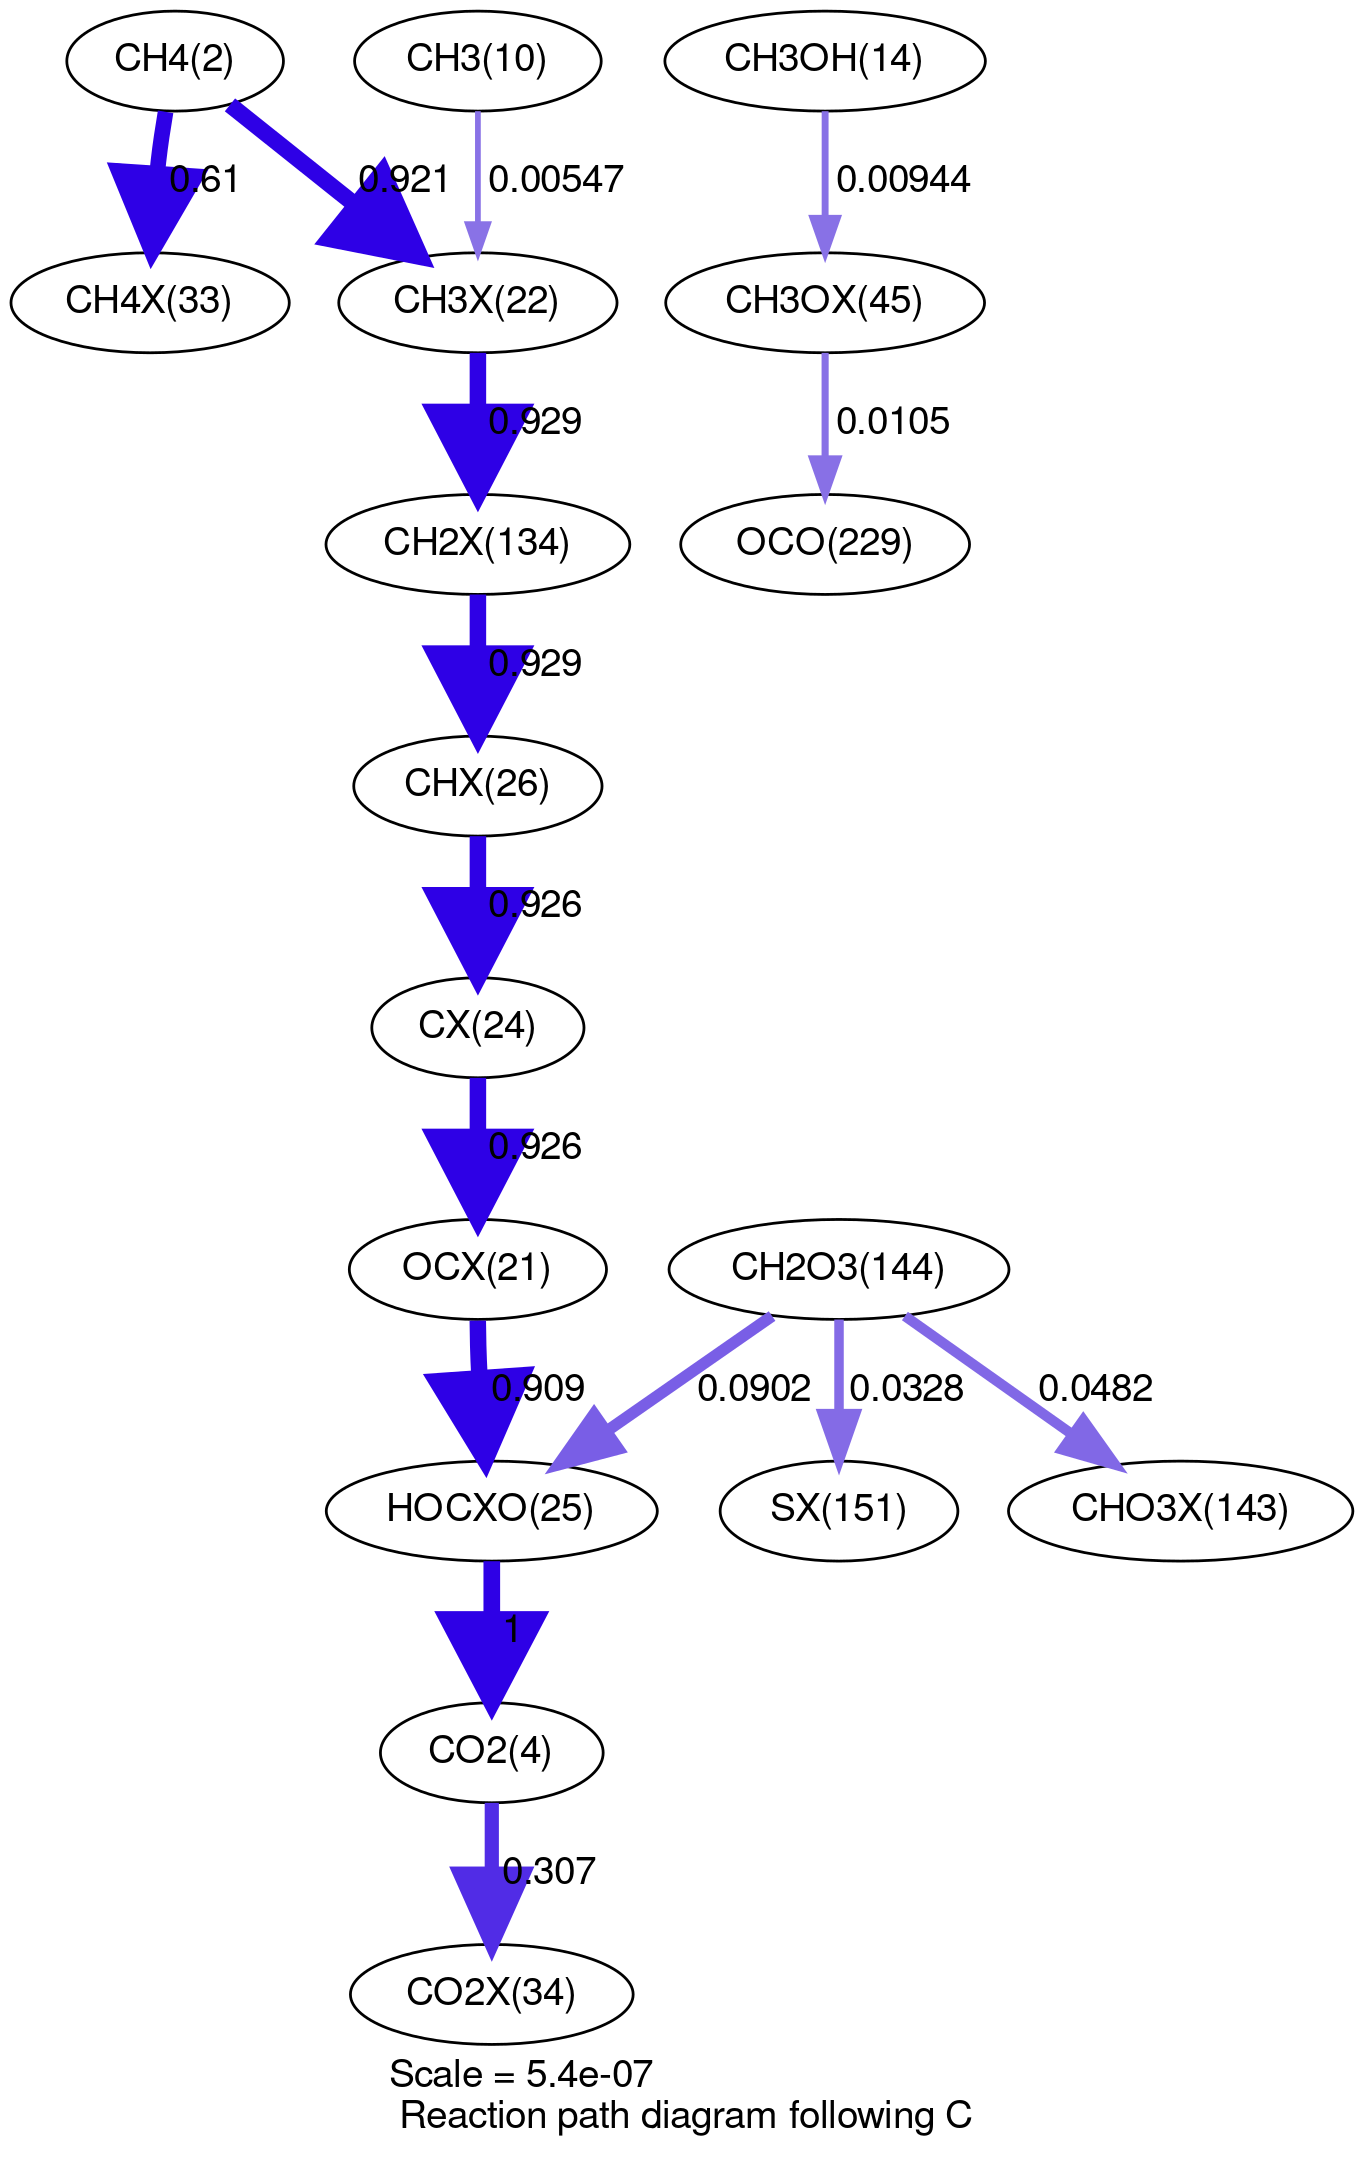 CH4(2)
CH3(10)
CH3OH(14)
0.61
0.921
0.00547
0.00944
CH4X(33)
CH3X(22)
CH3OX(45)
0.929
0.0105
CH2X(134)
OCO(229)
0.929
CHX(26)
0.926
CX(24)
0.926
OCX(21)
CH2O3(144)
0.909
0.0902
0.0328
0.0482
HOCXO(25)
SX(151)
CHO3X(143)
1
CO2(4)
0.307
CO2X(34)
Scale = 5.4e-07
Reaction path diagram following C